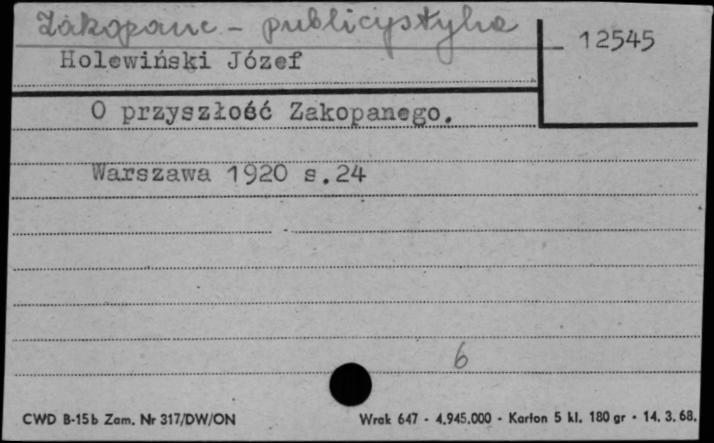 Zakopane - publicystyka
12545
Holewiński Józef
O przyszłość Zakopanego.
Warszawa 1920 s.24
6
CWD B-15b Zam. Nr 317/DW/ON Wrak 647 - 4.945.000 - Karton 5 kl. 180 gr - 14. 3. 68.